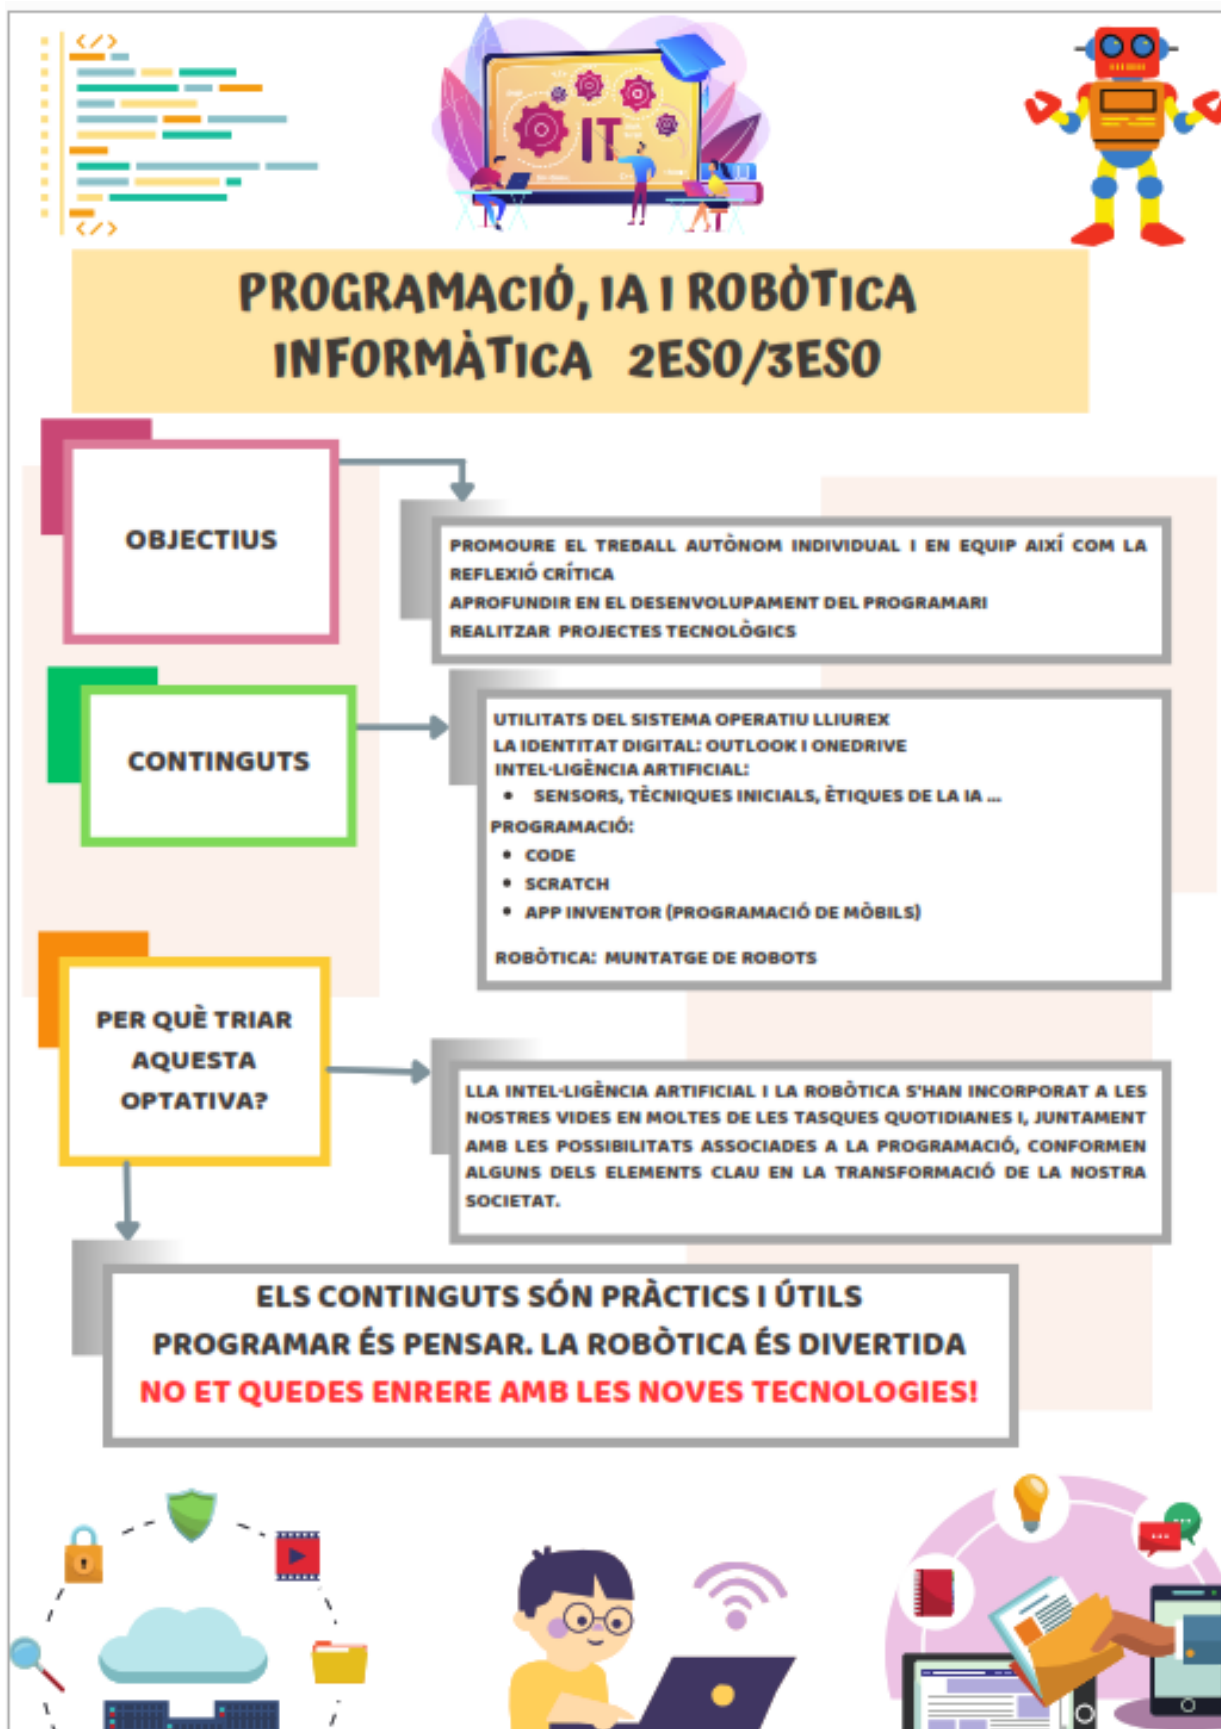 </>
</>
IT
PROGRAMACIÓ, IA I ROBÒTICA
INFORMÀTICA 2ESO/3ESO
OBJECTIUS
PROMOURE EL TREBALL AUTÒNOM INDIVIDUAL I EN EQUIP AIXÍ COM LA
REFLEXIÓ CRÍTICA
APROFUNDIR EN EL DESENVOLUPAMENT DEL PROGRAMARI
REALITZAR PROJECTES TECNOLÒGICS
CONTINGUTS
UTILITATS DEL SISTEMA OPERATIU LLIUREX
LA IDENTITAT DIGITAL: OUTLOOK I ONEDRIVE
INTEL·LIGÈNCIA ARTIFICIAL:
• SENSORS, TÈCNIQUES INICIALS, ÈTIQUES DE LA IA ...
PROGRAMACIÓ:
• CODE
• SCRATCH
• APP INVENTOR (PROGRAMACIÓ DE MÒBILS)
ROBÒTICA: MUNTATGE DE ROBOTS
PER QUÈ TRIAR
AQUESTA
OPTATIVA?
LLA INTEL·LIGÈNCIA ARTIFICIAL I LA ROBÒTICA S'HAN INCORPORAT A LES
NOSTRES VIDES EN MOLTES DE LES TASQUES QUOTIDIANES I, JUNTAMENT
AMB LES POSSIBILITATS ASSOCIADES A LA PROGRAMACIÓ, CONFORMEN
ALGUNS DELS ELEMENTS CLAU EN LA TRANSFORMACIÓ DE LA NOSTRA
SOCIETAT.
ELS CONTINGUTS SÓN PRÀCTICS I ÚTILS
PROGRAMAR ÉS PENSAR. LA ROBÒTICA ÉS DIVERTIDA
NO ET QUEDES ENRERE AMB LES NOVES TECNOLOGIES!